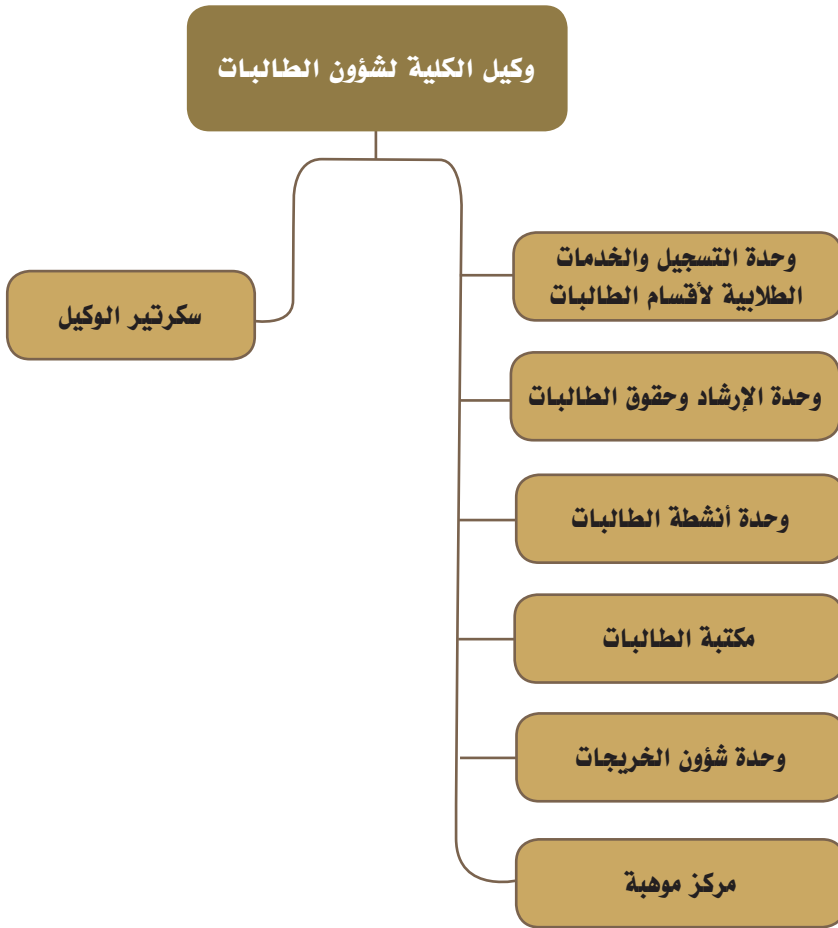 وكيل الكلية لشؤون الطالبات
وحدة التسجيل والخدمات
الطلابية لأقسام الطالبات
سكرتير الوكيل
وحدة الإرشاد وحقوق الطالبات
وحدة أنشطة الطالبات
مكتبة الطالبات
وحدة شؤون الخريجات
مركز موهبة